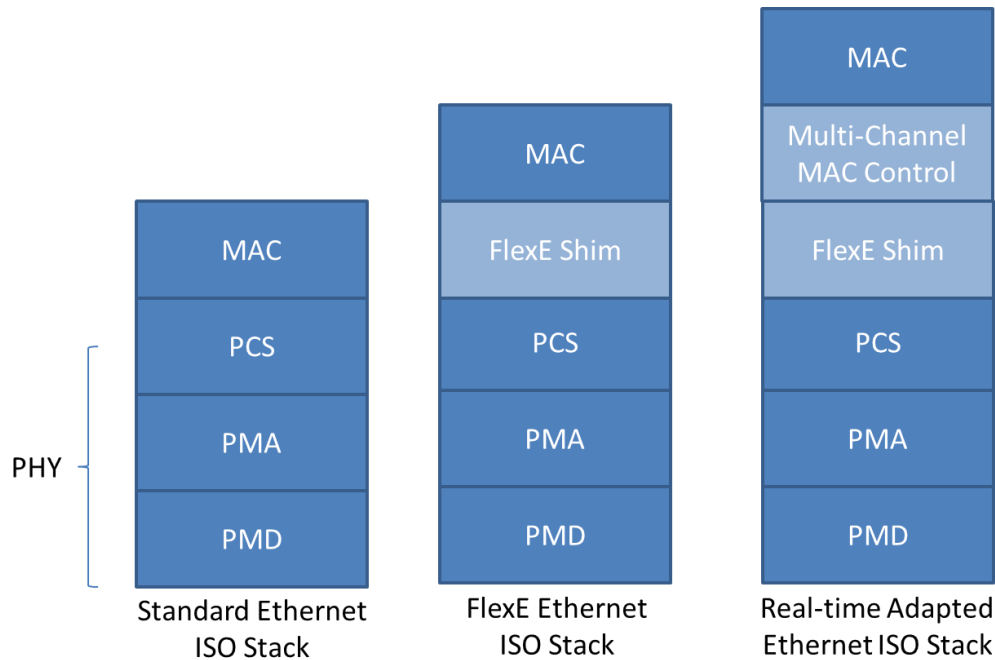 MAC
PCS
PMA
PMD
PHY
Standard Ethernet
ISO Stack
MAC
FlexE Shim
PCS
PMA
PMD
FlexE Ethernet
ISO Stack
MAC
Multi-Channel
MAC Control
FlexE Shim
PCS
PMA
PMD
Real-time Adapted
Ethernet ISO Stack